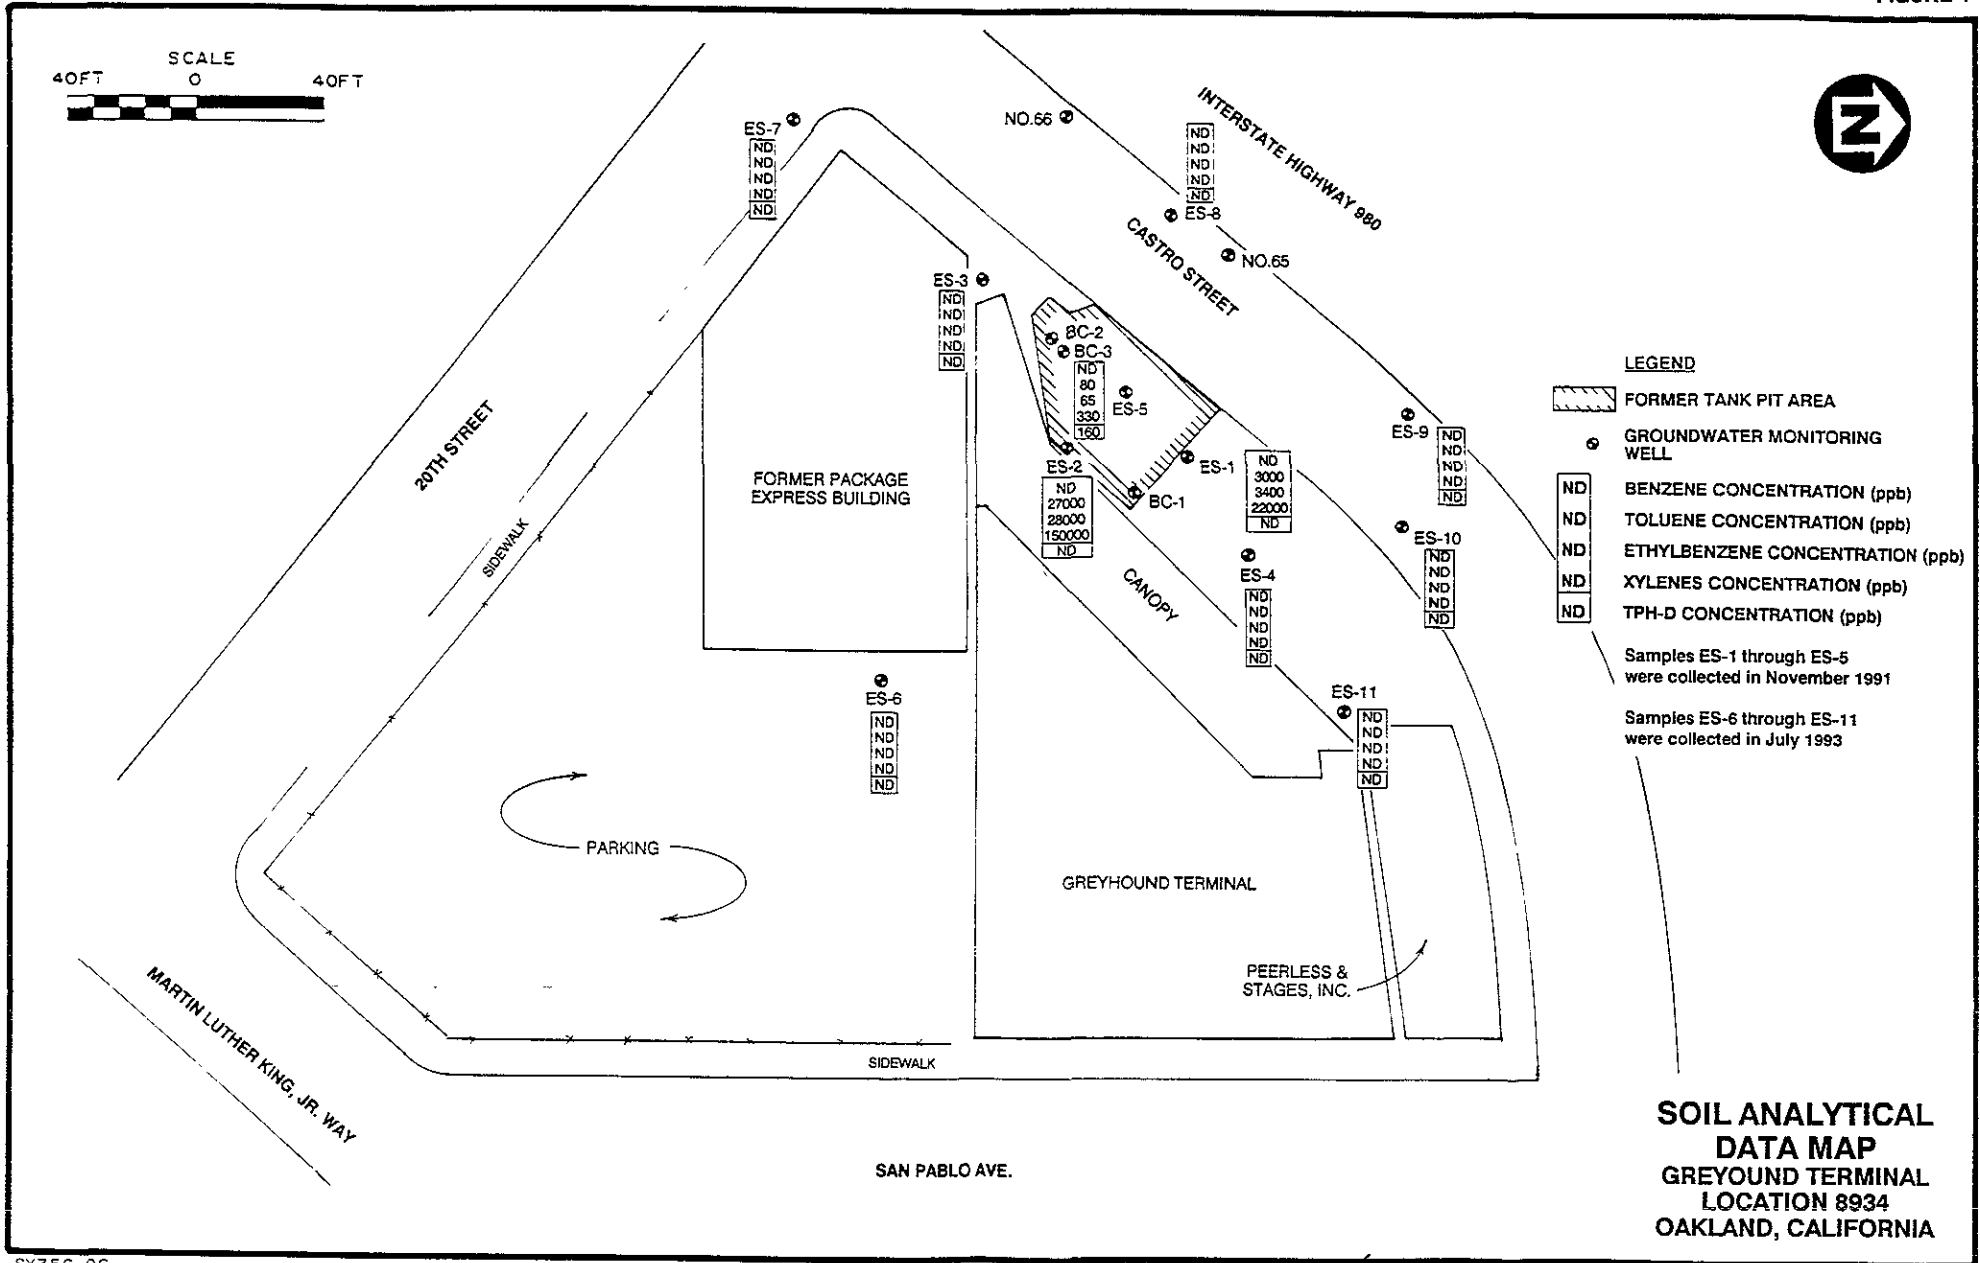 SCALE
40FT 0 40FT
ES-7
ND
ND
ND
ND
ND
NO.66
INTERSTATE HIGHWAY 980
ND
ND
ND
ND
ND
ES-8
NO.65
CASTRO STREET
N
ES-3
ND
ND
ND
ND
ND
BC-2
BC-3
ND
80
65
330
160
ES-5
ES-2
ND
27000
28000
150000
ND
BC-1
ES-1
ND
3000
3400
22000
ND
ES-9
ND
ND
ND
ND
ND
ES-10
ND
ND
ND
ND
ND
ES-4
ND
ND
ND
ND
ND
CANOPY
20TH STREET
SIDEWALK
FORMER PACKAGE
EXPRESS BUILDING
ES-6
ND
ND
ND
ND
ND
ES-11
ND
ND
ND
ND
ND
PARKING
GREYHOUND TERMINAL
PEERLESS &
STAGES, INC.
SIDEWALK
MARTIN LUTHER KING, JR. WAY
SAN PABLO AVE.
LEGEND
FORMER TANK PIT AREA
GROUNDWATER MONITORING
WELL
ND BENZENE CONCENTRATION (ppb)
ND TOLUENE CONCENTRATION (ppb)
ND ETHYLBENZENE CONCENTRATION (ppb)
ND XYLENES CONCENTRATION (ppb)
ND TPH-D CONCENTRATION (ppb)
Samples ES-1 through ES-5
were collected in November 1991
Samples ES-6 through ES-11
were collected in July 1993
SOIL ANALYTICAL
DATA MAP
GREYOUND TERMINAL
LOCATION 8934
OAKLAND, CALIFORNIA